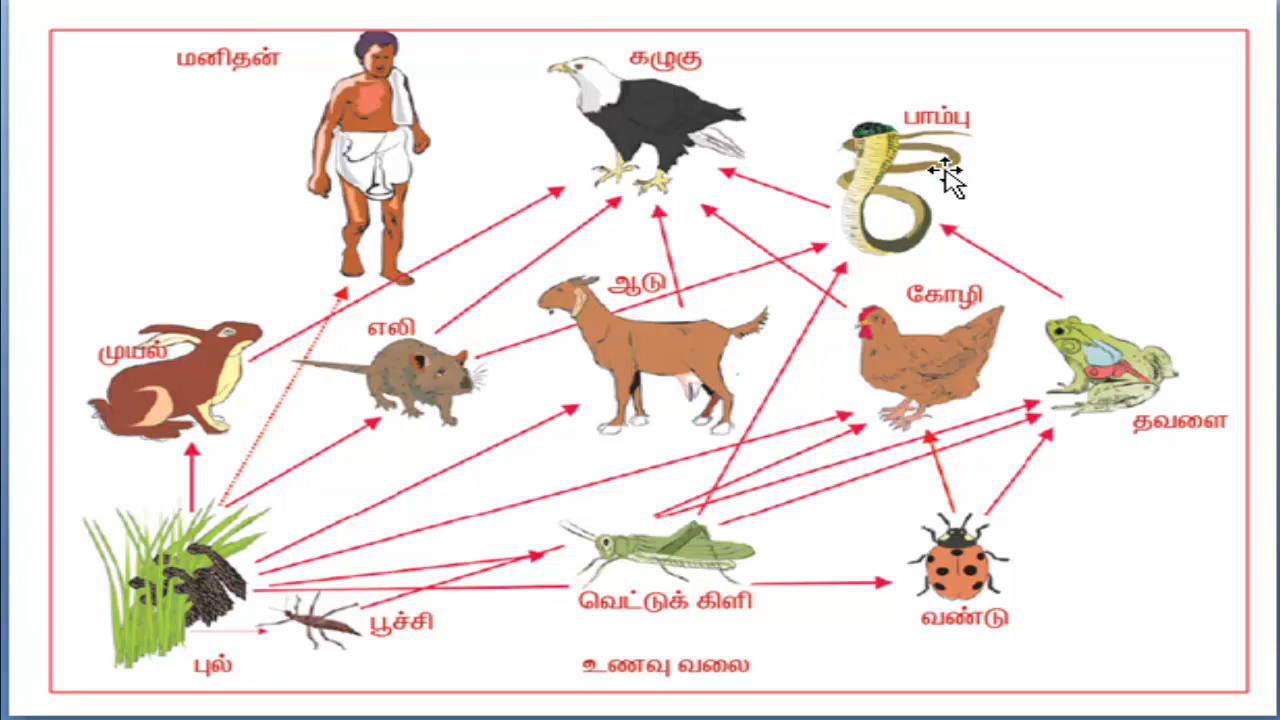 மனிதன்
கழுகு
பாம்பு
ஆடு
கோழி
எலி
முயல்
தவளை
வெட்டுக் கிளி
வண்டு
பூச்சி
புல்
உணவு வலை